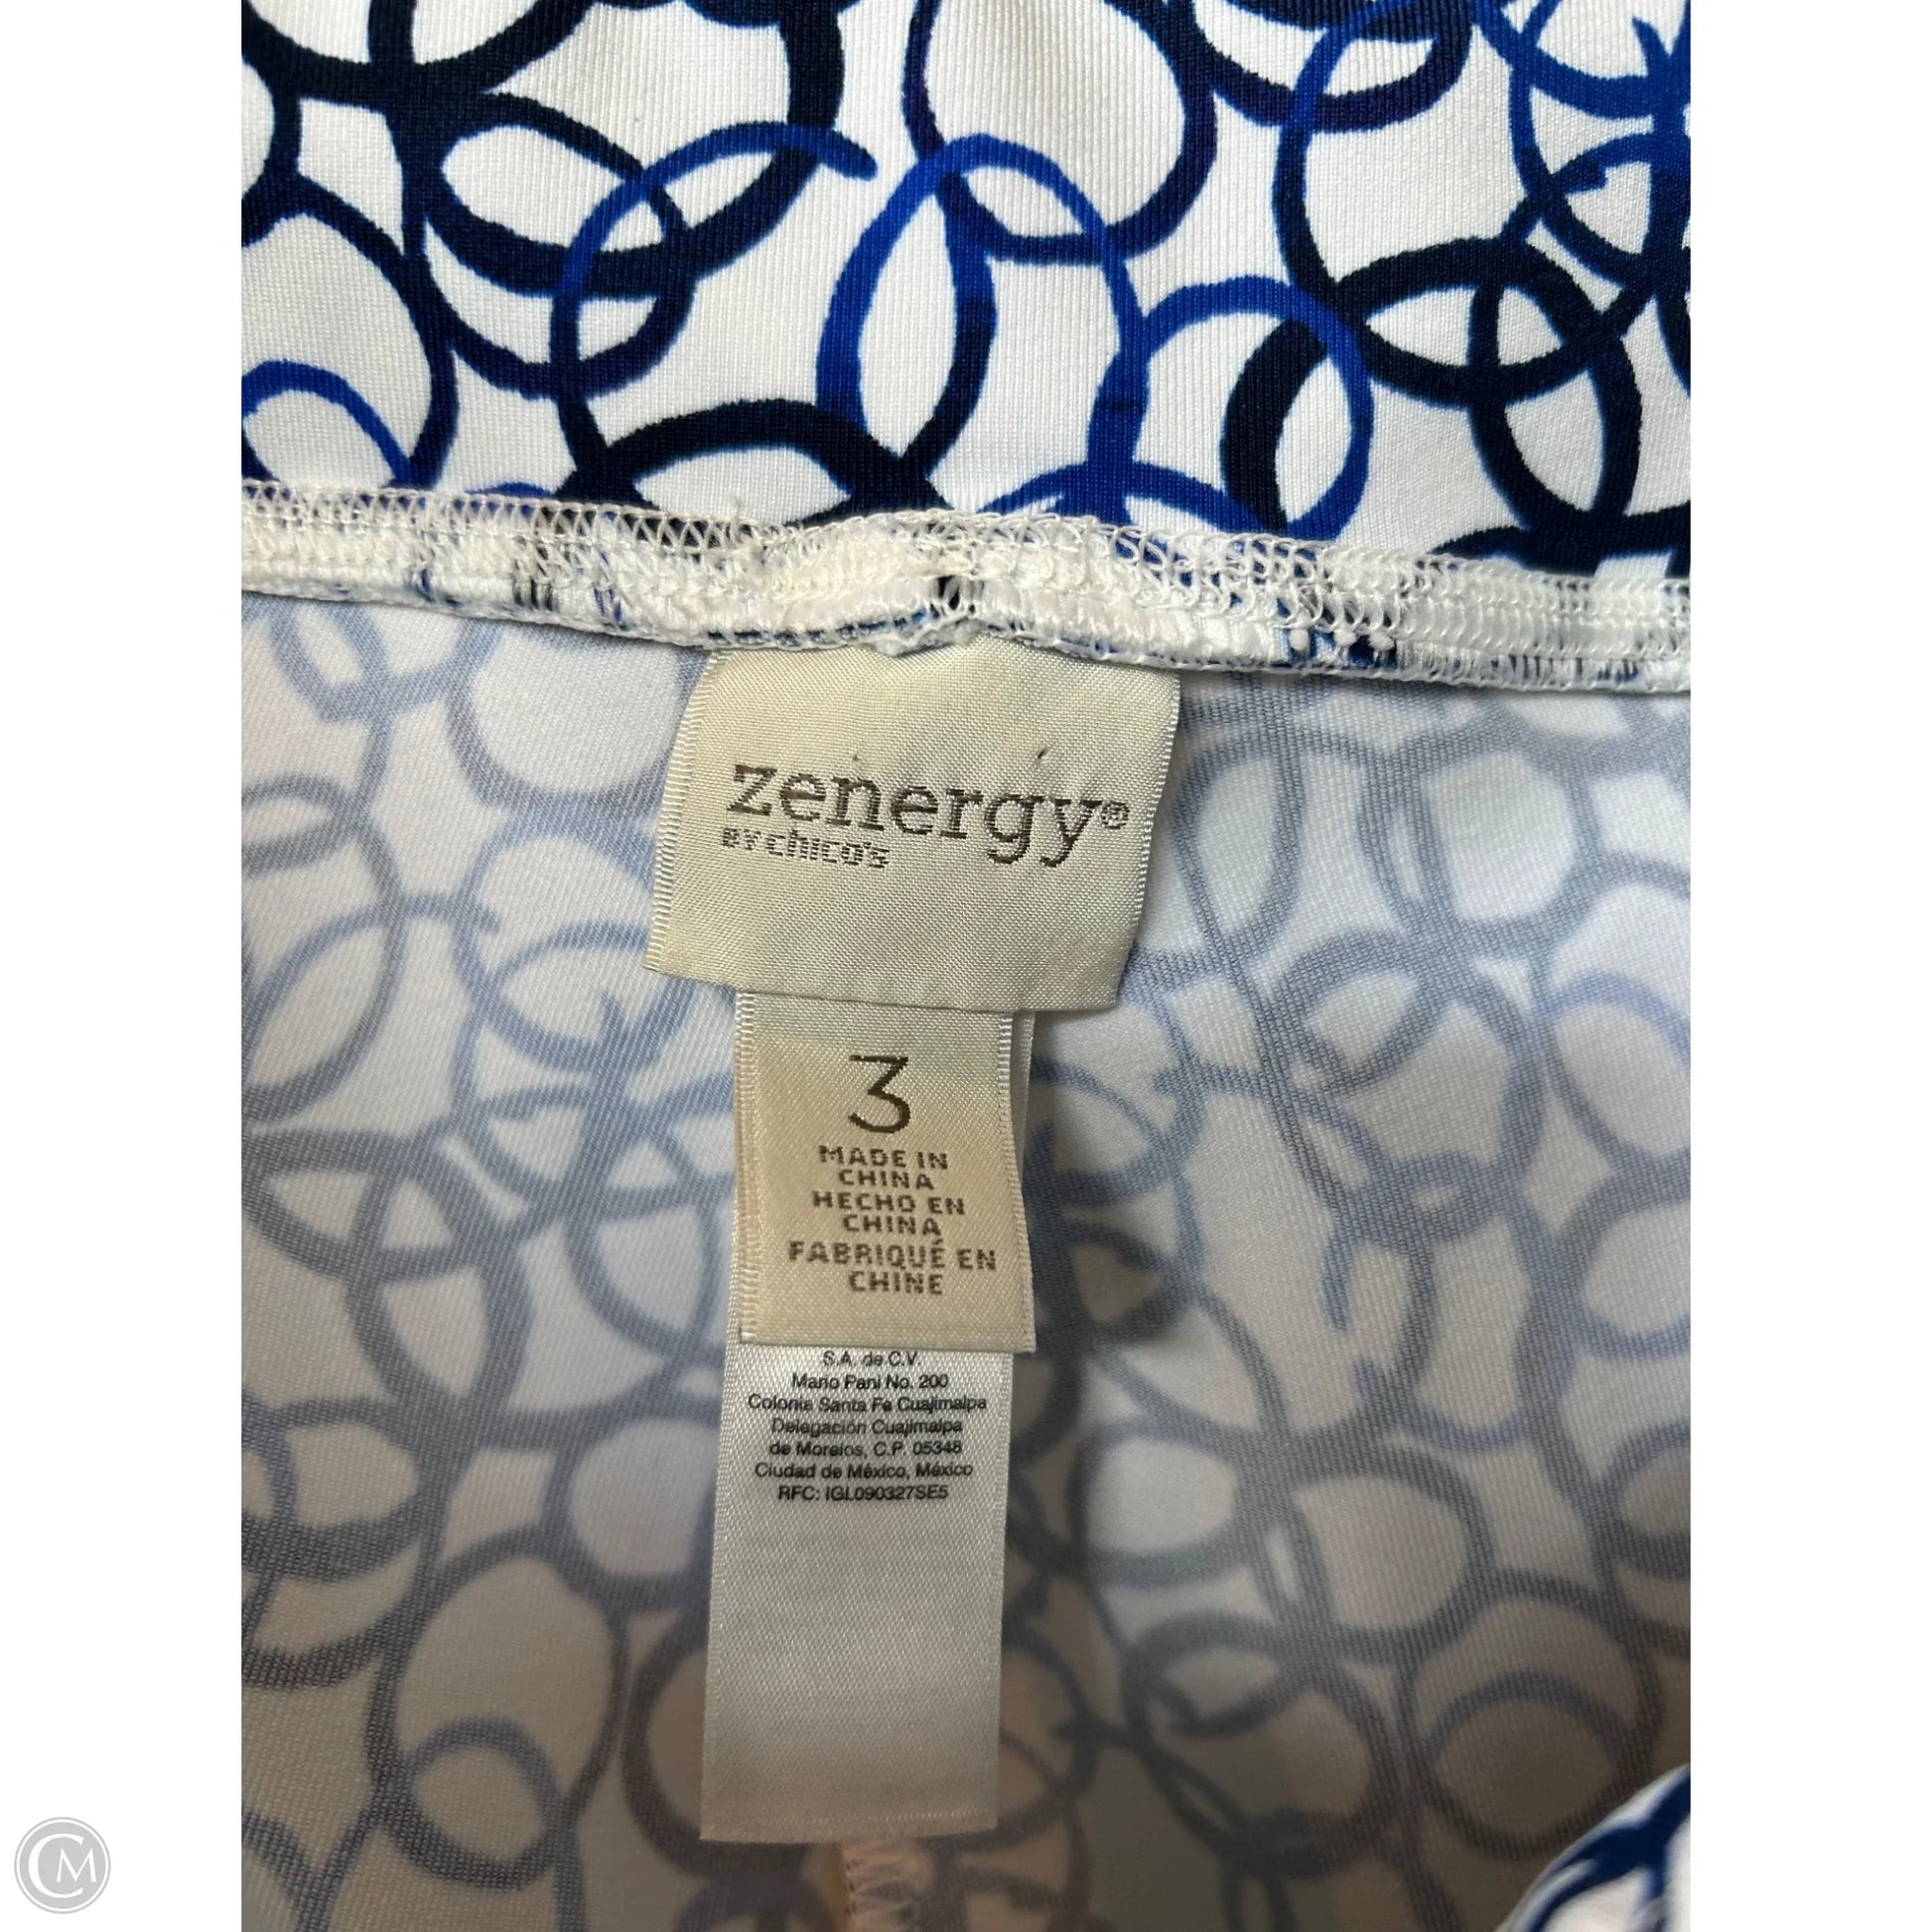 zenergy®
BY chico's
3
MADE IN
CHINA
HECHO EN
CHINA
FABRIQUÉ EN
CHINE
S.A. de C.V.
Mario Pani No. 200
Colonia Santa Fe Cuajimalpa
Delegación Cuajimalpa
de Morelos, C.P. 05348
Ciudad de México, México
RFC: IGL090327SE5
CM